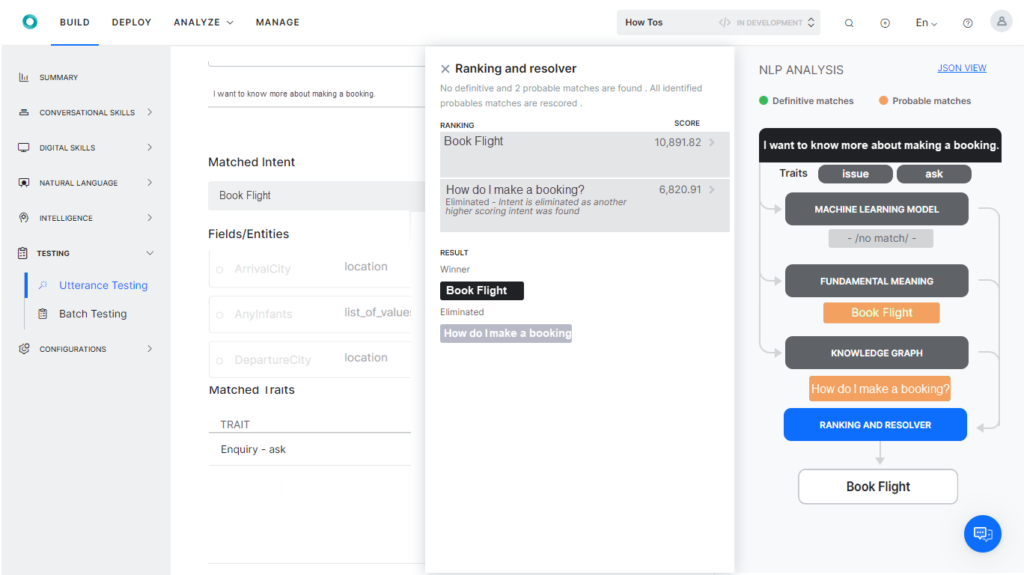 BUILD DEPLOY ANALYZE MANAGE How Tos </> IN DEVELOPMENT En
SUMMARY
CONVERSATIONAL SKILLS
DIGITAL SKILLS
NATURAL LANGUAGE
INTELLIGENCE
TESTING
Utterance Testing
Batch Testing
CONFIGURATIONS
I want to know more about making a booking.
Matched Intent
Book Flight
Fields/Entities
ArrivalCity location
AnyInfants list_of_values
DepartureCity location
Matched Traits
TRAIT
Enquiry - ask
Ranking and resolver
No definitive and 2 probable matches are found . All identified
probables matches are rescored .
RANKING SCORE
Book Flight 10,891.82
How do I make a booking? 6,820.91
Eliminated - Intent is eliminated as another
higher scoring intent was found
RESULT
Winner
Book Flight
Eliminated
How do I make a booking
NLP ANALYSIS JSON VIEW
Definitive matches Probable matches
I want to know more about making a booking.
Traits issue ask
MACHINE LEARNING MODEL
- /no match/ -
FUNDAMENTAL MEANING
Book Flight
KNOWLEDGE GRAPH
How do I make a booking?
RANKING AND RESOLVER
Book Flight